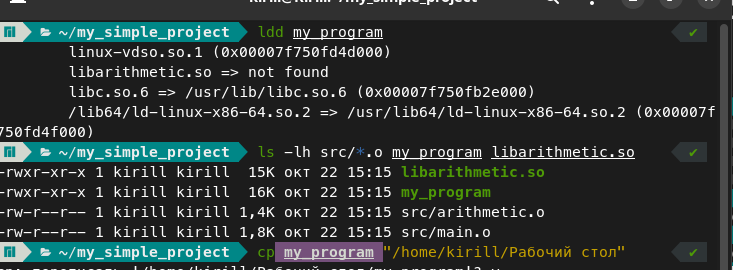 ~/my_simple_project ldd my_program ✔
linux-vdso.so.1 (0x00007f750fd4d000)
libarithmetic.so => not found
libc.so.6 => /usr/lib/libc.so.6 (0x00007f750fb2e000)
/lib64/ld-linux-x86-64.so.2 => /usr/lib64/ld-linux-x86-64.so.2 (0x00007f
750fd4f000)
~/my_simple_project ls -lh src/*.o my_program libarithmetic.so ✔
-rwxr-xr-x 1 kirill kirill 15K окт 22 15:15 libarithmetic.so
-rwxr-xr-x 1 kirill kirill 16K окт 22 15:15 my_program
-rw-r--r-- 1 kirill kirill 1,4K окт 22 15:15 src/arithmetic.o
-rw-r--r-- 1 kirill kirill 1,8K окт 22 15:15 src/main.o
~/my_simple_project cp my_program "/home/kirill/Рабочий стол" ✔